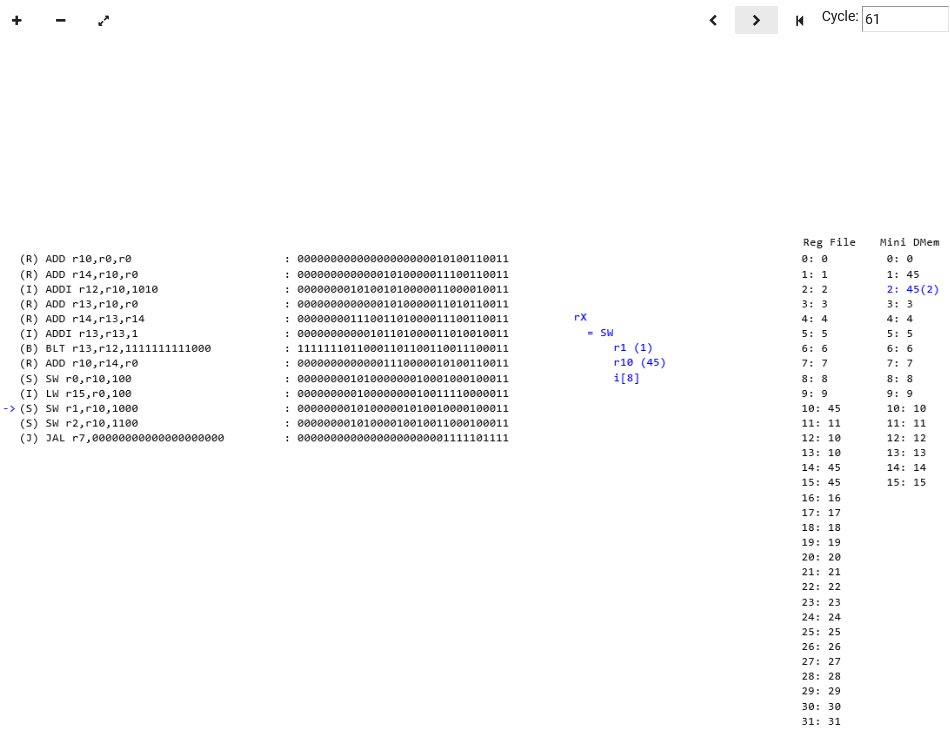 Cycle: 61
Reg File Mini DMem
(R) ADD r10,r0,r0 : 00000000000000000000010100110011
(R) ADD r14,r10,r0 : 00000000000001010000011100110011
(I) ADDI r12,r10,1010 : 00000000101001010000011000010011
(R) ADD r13,r10,r0 : 00000000000001010000011010110011
(R) ADD r14,r13,r14 : 00000000111001101000011100110011
(I) ADDI r13,r13,1 : 00000000000101101000011010010011
(B) BLT r13,r12,1111111111000 : 11111110110001101100110011100011
(R) ADD r10,r14,r0 : 00000000000001110000010100110011
(S) SW r0,r10,100 : 00000000101000000010001000100011
(I) LW r15,r0,100 : 00000000010000000010011110000011
-> (S) SW r1,r10,1000 : 00000000101000001010010000100011
(S) SW r2,r10,1100 : 00000000101000010010011000100011
(J) JAL r7,00000000000000000000 : 00000000000000000000001111101111
rX
= SW
r1 (1)
r10 (45)
i[8]
0: 0
1: 1
2: 2
3: 3
4: 4
5: 5
6: 6
7: 7
8: 8
9: 9
10: 45
11: 11
12: 10
13: 10
14: 45
15: 45
16: 16
17: 17
18: 18
19: 19
20: 20
21: 21
22: 22
23: 23
24: 24
25: 25
26: 26
27: 27
28: 28
29: 29
30: 30
31: 31
0: 0
1: 45
2: 45(2)
3: 3
4: 4
5: 5
6: 6
7: 7
8: 8
9: 9
10: 10
11: 11
12: 12
13: 13
14: 14
15: 15